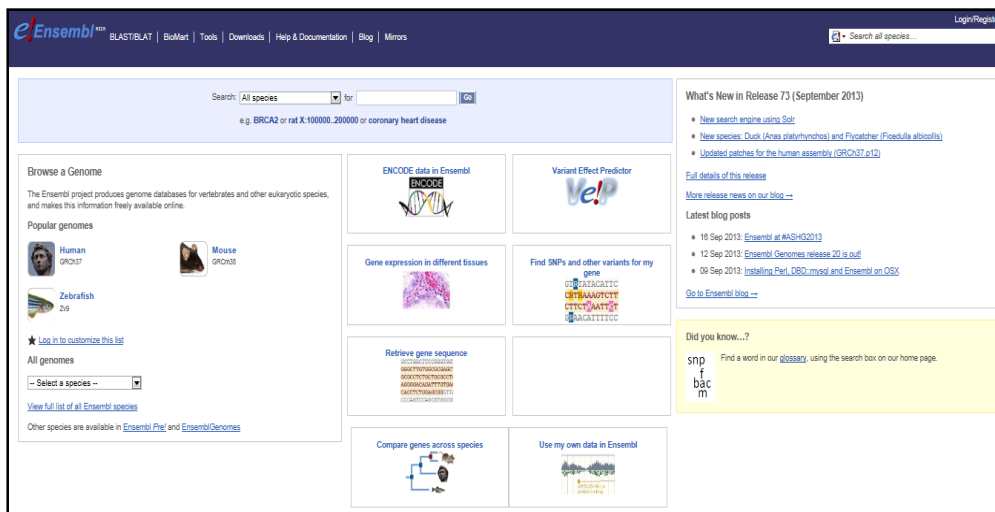 e!Ensembl
BLAST/BLAT | BioMart | Tools | Downloads | Help & Documentation | Blog | Mirrors
Login/Regist
Search all species...
Search: All species for Go
e.g. BRCA2 or rat X:100000..200000 or coronary heart disease
Browse a Genome
The Ensembl project produces genome databases for vertebrates and other eukaryotic species,
and makes this information freely available online.
Popular genomes
Human
GRCh37
Mouse
GRCm38
Zebrafish
Zv9
Log in to customize this list
All genomes
-- Select a species --
View full list of all Ensembl species
Other species are available in Ensembl Pre! and EnsemblGenomes
ENCODE data in Ensembl
ENCODE
Variant Effect Predictor
Ve!P
Gene expression in different tissues
Find SNPs and other variants for my
gene
Retrieve gene sequence
Compare genes across species
Use my own data in Ensembl
What's New in Release 73 (September 2013)
New search engine using Solr
New species: Duck (Anas platyrhynchos) and Flycatcher (Ficedula albicollis)
Updated patches for the human assembly (GRCh37.p12)
Full details of this release
More release news on our blog →
Latest blog posts
16 Sep 2013: Ensembl at #ASHG2013
12 Sep 2013: Ensembl Genomes release 20 is out!
09 Sep 2013: Installing Perl, DBD::mysql and Ensembl on OSX
Go to Ensembl blog →
Did you know...?
snp
f
bac
m
Find a word in our glossary, using the search box on our home page.